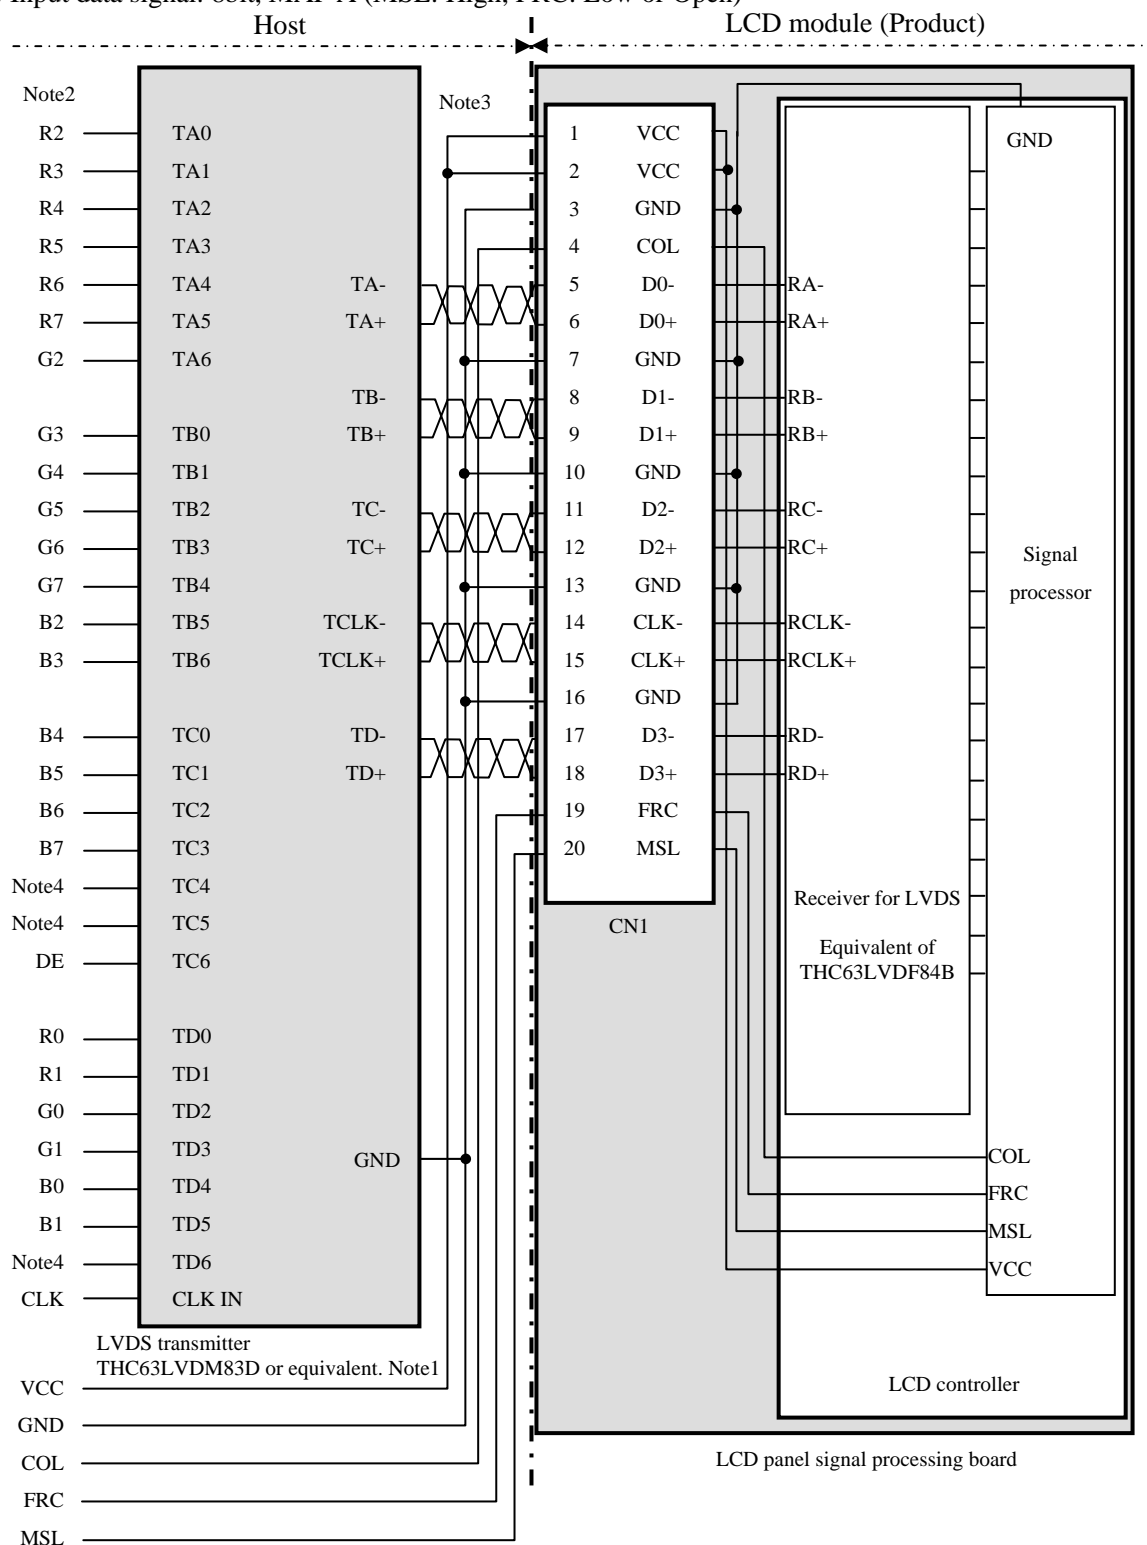 Input data signal: 8bit, MAP A (MSL: High, FRC: Low or Open)
Host
LCD module (Product)
Note2
Note3
R2 TA0
R3 TA1
R4 TA2
R5 TA3
R6 TA4 TA-
R7 TA5 TA+
G2 TA6
TB-
G3 TB0 TB+
G4 TB1
G5 TB2 TC-
G6 TB3 TC+
G7 TB4
B2 TB5 TCLK-
B3 TB6 TCLK+
B4 TC0 TD-
B5 TC1 TD+
B6 TC2
B7 TC3
Note4 TC4
Note4 TC5
DE TC6
R0 TD0
R1 TD1
G0 TD2
G1 TD3
GND
B0 TD4
B1 TD5
Note4 TD6
CLK CLK IN
LVDS transmitter
THC63LVDM83D or equivalent. Note1
VCC
GND
COL
FRC
MSL
1 VCC
2 VCC
3 GND
4 COL
5 D0- RA-
6 D0+ RA+
7 GND
8 D1- RB-
9 D1+ RB+
10 GND
11 D2- RC-
12 D2+ RC+
13 GND
14 CLK- RCLK-
15 CLK+ RCLK+
16 GND
17 D3- RD-
18 D3+ RD+
19 FRC
20 MSL
CN1
Receiver for LVDS
Equivalent of
THC63LVDF84B
GND
Signal
processor
COL
FRC
MSL
VCC
LCD controller
LCD panel signal processing board